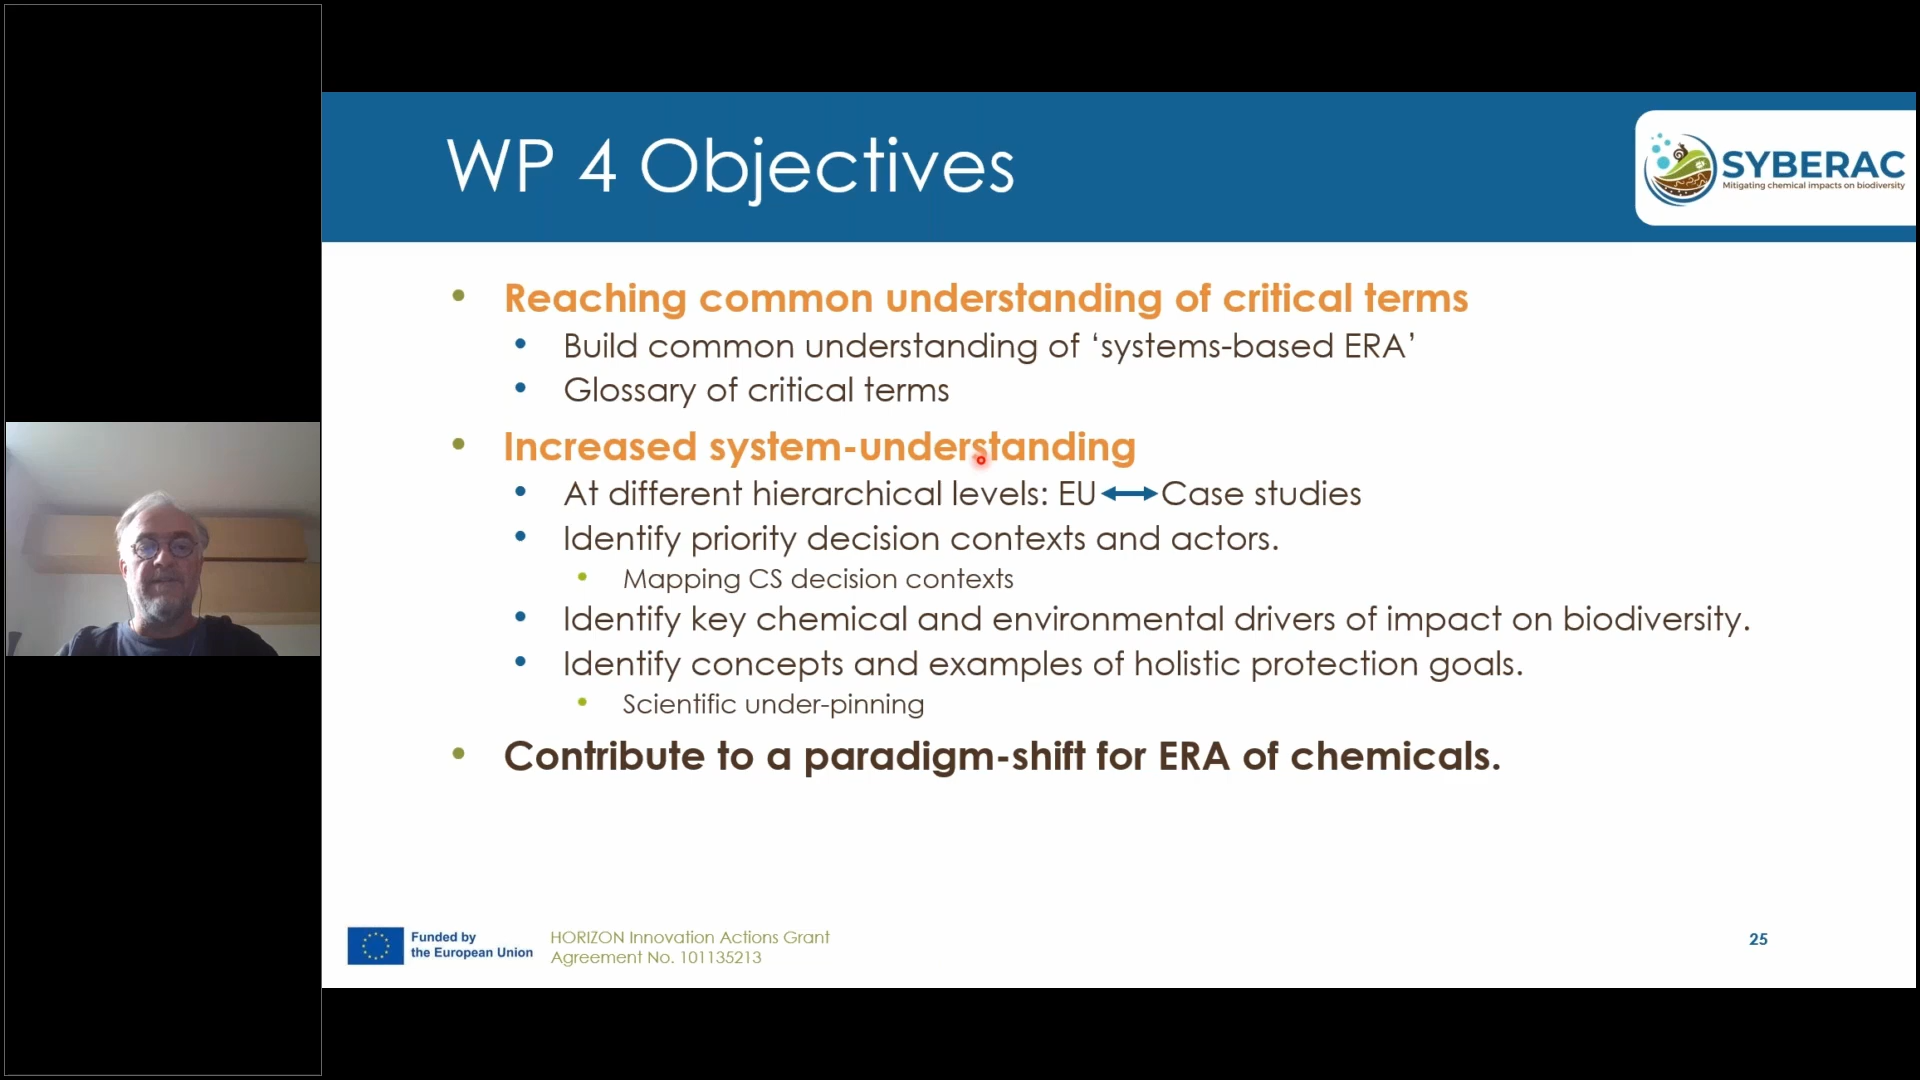 WP 4 Objectives
SYBERAC
Mitigating chemical impacts on biodiversity
• Reaching common understanding of critical terms
• Build common understanding of ‘systems-based ERA’
• Glossary of critical terms
• Increased system-understanding
• At different hierarchical levels: EU ↔ Case studies
• Identify priority decision contexts and actors.
• Mapping CS decision contexts
• Identify key chemical and environmental drivers of impact on biodiversity.
• Identify concepts and examples of holistic protection goals.
• Scientific under-pinning
• Contribute to a paradigm-shift for ERA of chemicals.
Funded by
the European Union
HORIZON Innovation Actions Grant
Agreement No. 101135213
25